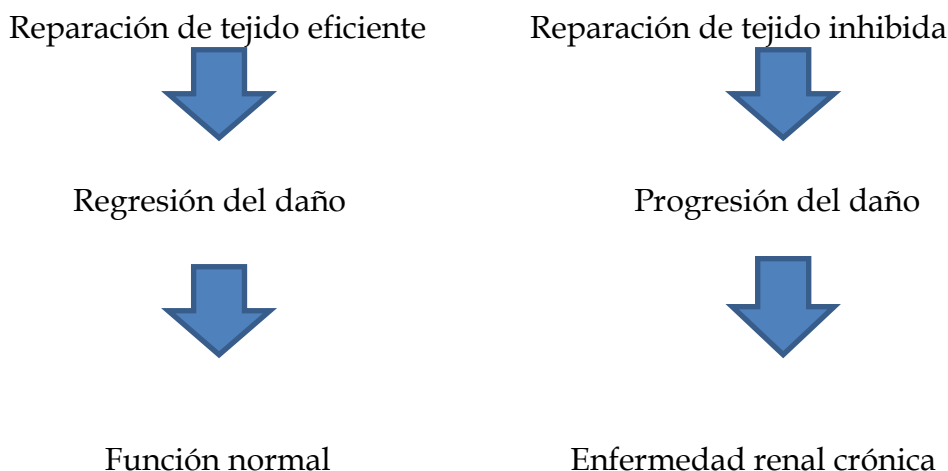 Reparación de tejido eficiente
Reparación de tejido inhibida
Regresión del daño
Progresión del daño
Función normal
Enfermedad renal crónica